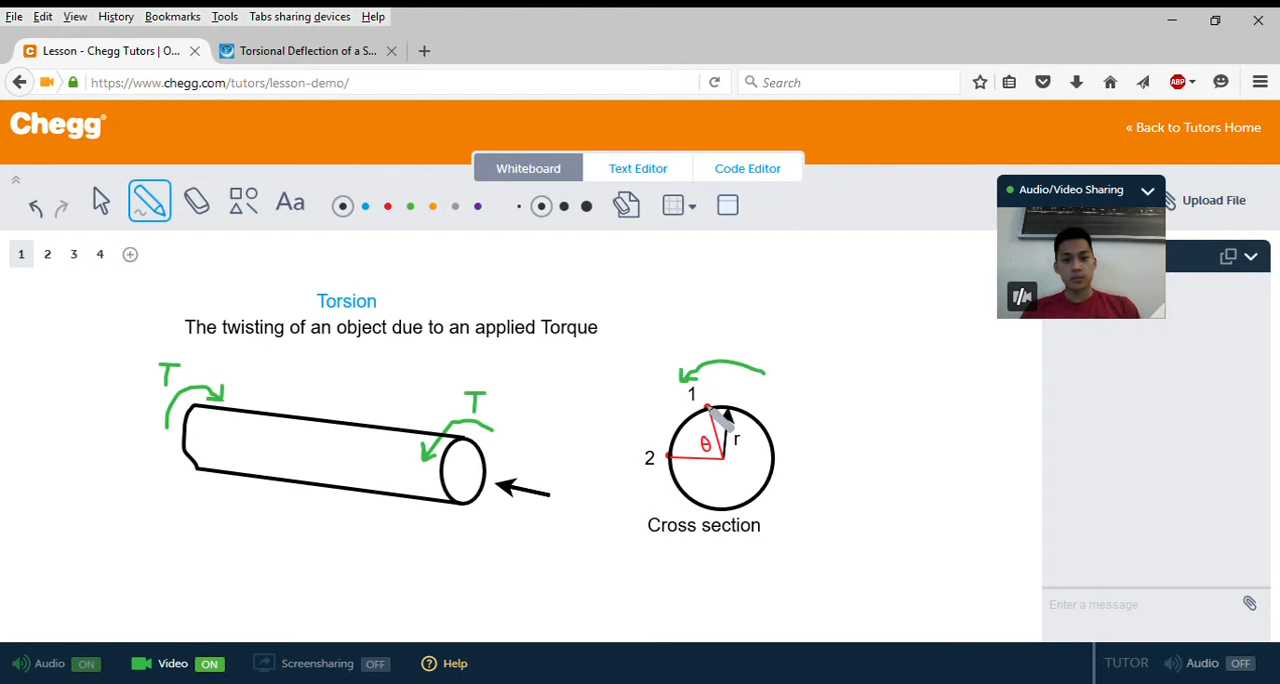 File Edit View History Bookmarks Tools Tabs sharing devices Help
Lesson - Chegg Tutors | O... Torsional Deflection of a S...
https://www.chegg.com/tutors/lesson-demo/ Search ABP
Chegg
« Back to Tutors Home
Whiteboard Text Editor Code Editor
Aa Audio/Video Sharing Upload File
1 2 3 4
Torsion
The twisting of an object due to an applied Torque
T
T
1
θ r
2
Cross section
Enter a message
Audio ON Video ON Screensharing OFF ? Help TUTOR Audio OFF